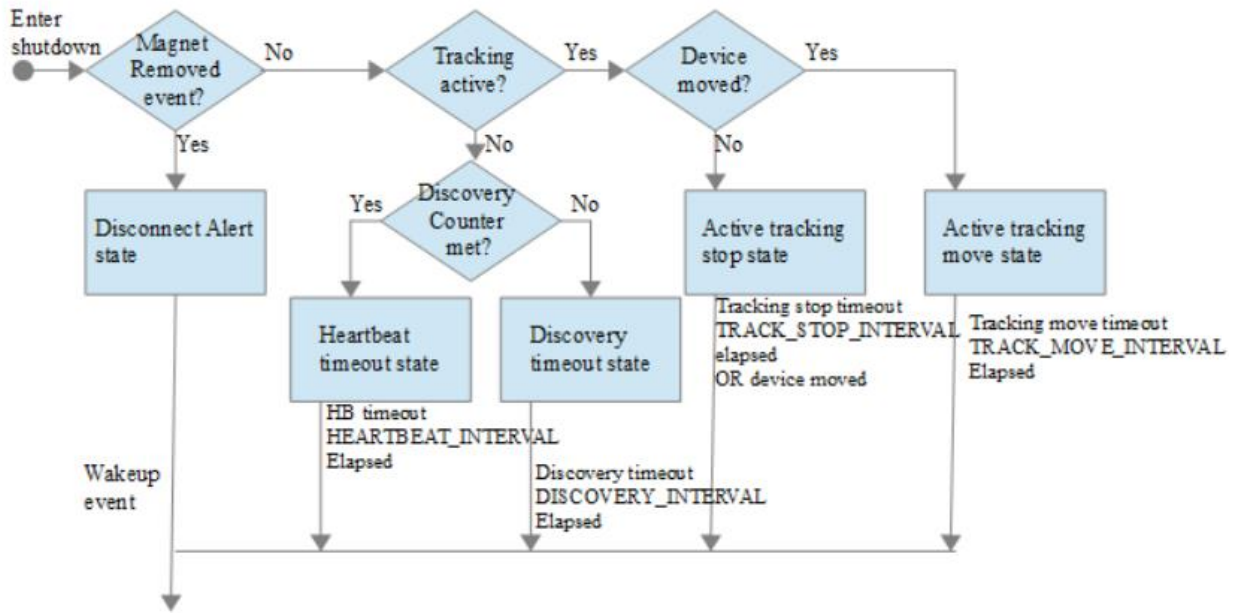 Enter
shutdown
Magnet
Removed
event?
No
Tracking
active?
Yes
Device
moved?
Yes
Yes
No
No
Disconnect Alert
state
Yes
Discovery
Counter
met?
No
Active tracking
stop state
Active tracking
move state
Heartbeat
timeout state
Discovery
timeout state
Tracking stop timeout
TRACK_STOP_INTERVAL
elapsed
OR device moved
Tracking move timeout
TRACK_MOVE_INTERVAL
Elapsed
HB timeout
HEARTBEAT_INTERVAL
Elapsed
Wakeup
event
Discovery timeout
DISCOVERY_INTERVAL
Elapsed